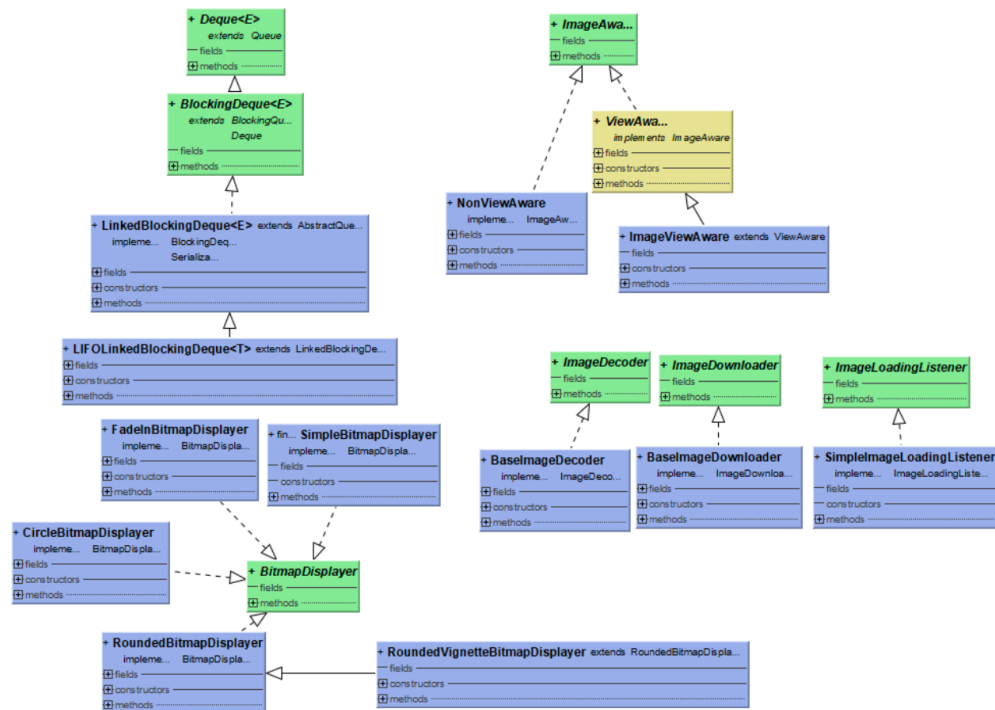 + Deque<E>
extends Queue
fields
methods
+ BlockingDeque<E>
extends BlockingQu...
Deque
fields
methods
+ LinkedBlockingDeque<E> extends AbstractQue...
impleme... BlockingDeq...
Serializa...
fields
constructors
methods
+ LIFOLinkedBlockingDeque<T> extends LinkedBlockingDe...
fields
constructors
methods
+ ImageAwa...
fields
methods
+ ViewAwa...
implements ImageAware
fields
constructors
methods
+ NonViewAware
impleme... ImageAw...
fields
constructors
methods
+ ImageViewAware extends ViewAware
fields
constructors
methods
+ ImageDecoder
fields
methods
+ ImageDownloader
fields
methods
+ ImageLoadingListener
fields
methods
+ BaseImageDecoder
impleme... ImageDeco...
fields
constructors
methods
+ BaseImageDownloader
impleme... ImageDownloa...
fields
constructors
methods
+ SimpleImageLoadingListener
impleme... ImageLoadingListe...
fields
constructors
methods
+ FadeInBitmapDisplayer
impleme... BitmapDispla...
fields
constructors
methods
+ fin... SimpleBitmapDisplayer
impleme... BitmapDispla...
fields
constructors
methods
+ CircleBitmapDisplayer
impleme... BitmapDispla...
fields
constructors
methods
+ BitmapDisplayer
fields
methods
+ RoundedBitmapDisplayer
impleme... BitmapDispla...
fields
constructors
methods
+ RoundedVignetteBitmapDisplayer extends RoundedBitmapDispla...
fields
constructors
methods